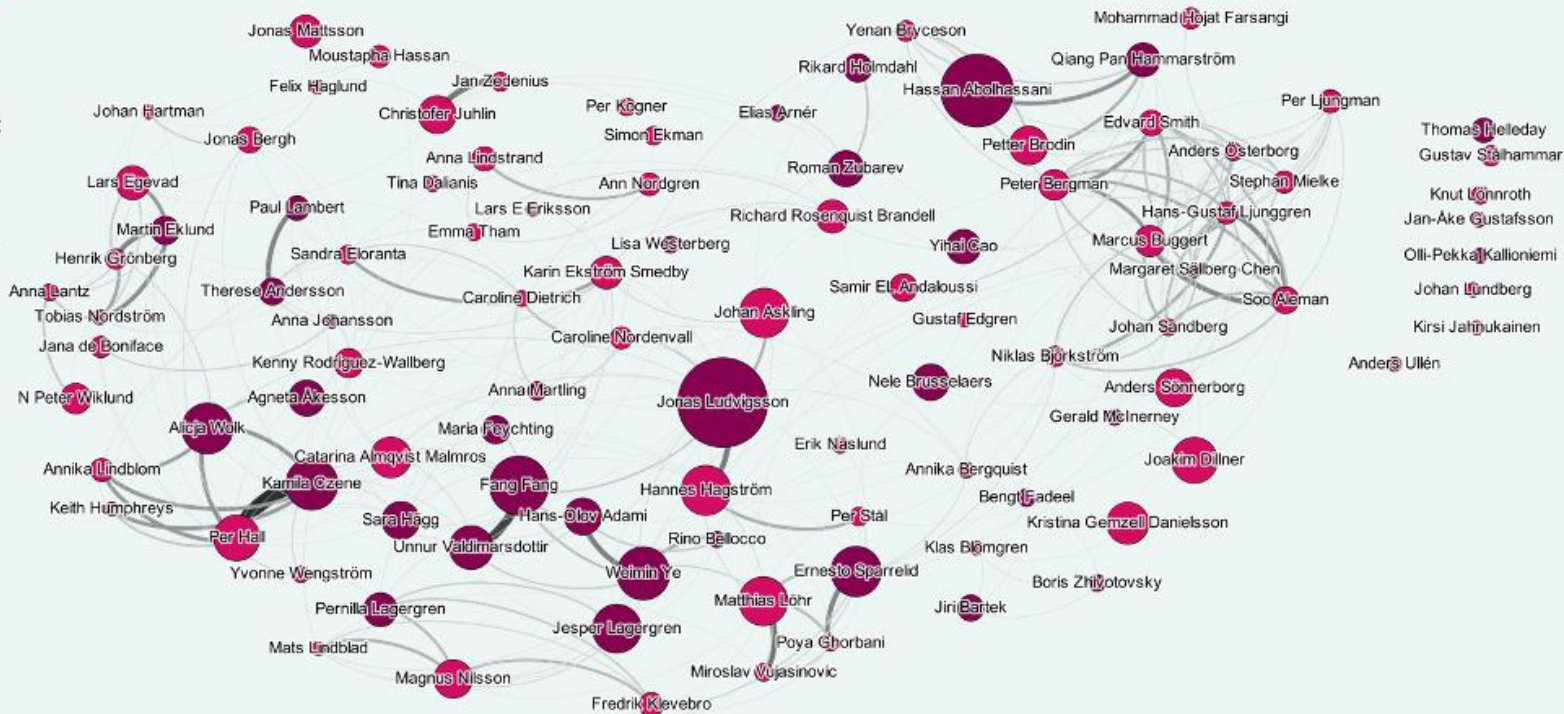 Mohammad Hojat Farsangi
Jonas Mattsson
Yenan Bryceson
Moustapha Hassan
Qiang Pan Hammarström
Rikard Holmdahl
Jan Zedenius
Felix Haglund
Hassan Abolhassani
Per Ljungman
Per Kogner
Johan Hartman
Christofer Juhlin
Elias Arnér
Edvard Smith
Thomas Helleday
Simon Ekman
Jonas Bergh
Petter Brodin
Anders Österborg
Gustav Stålhammar
Anna Lindstrand
Roman Zubarev
Lars Egevad
Tina Dalianis
Ann Nordgren
Peter Bergman
Stephan Mielke
Knut Lönnroth
Paul Lambert
Lars E Eriksson
Richard Rosenquist Brandell
Hans-Gustaf Ljunggren
Jan-Åke Gustafsson
Martin Eklund
Emma Tham
Lisa Westerberg
Yihai Cao
Marcus Buggert
Henrik Grönberg
Sandra Eloranta
Olli-Pekka Kallioniemi
Karin Ekström Smedby
Margaret Sällberg-Chen
Anna Lantz
Therese Andersson
Caroline Dietrich
Samir EL Andaloussi
Soo Aleman
Johan Lundberg
Tobias Nordström
Anna Johansson
Johan Askling
Gustaf Edgren
Johan Sandberg
Kirsi Jahnukainen
Jana de Boniface
Caroline Nordenvall
Niklas Björkström
Kenny Rodriguez-Wallberg
Anders Ullén
N Peter Wiklund
Agneta Åkesson
Anna Martling
Nele Brusselaers
Anders Sönnerborg
Jonas Ludvigsson
Gerald McInerney
Alicja Wolk
Maria Feychting
Erik Näslund
Catarina Almqvist Malmros
Joakim Dillner
Annika Lindblom
Annika Bergquist
Kamila Czene
Fang Fang
Hannes Hagström
Bengt Fadeel
Keith Humphreys
Sara Hägg
Hans-Olov Adami
Per Stål
Kristina Gemzell Danielsson
Per Hall
Unnur Valdimarsdottir
Rino Bellocco
Klas Blomgren
Yvonne Wengström
Weimin Ye
Ernesto Sparrelid
Boris Zhivotovsky
Pernilla Lagergren
Matthias Löhr
Jiri Bartek
Jesper Lagergren
Mats Lindblad
Poya Ghorbani
Magnus Nilsson
Miroslav Vujasinovic
Fredrik Klevebro